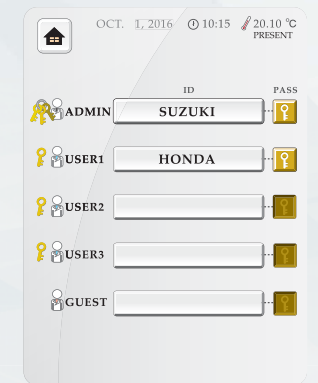 OCT. 1, 2016 10:15 20.10 °C
PRESENT
ID PASS
ADMIN SUZUKI
USER1 HONDA
USER2
USER3
GUEST